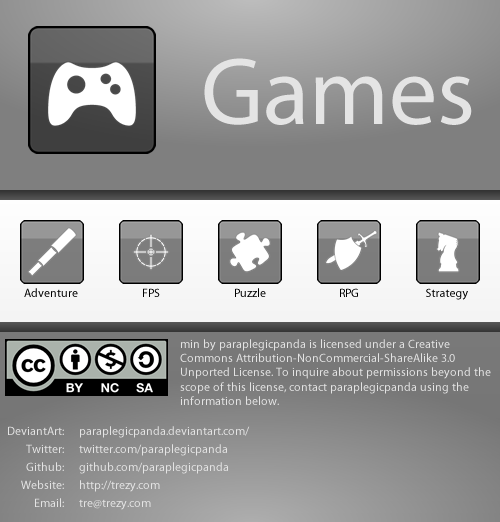 Games
Adventure
FPS
Puzzle
RPG
Strategy
cc
BY NC SA
min by paraplegicpanda is licensed under a Creative
Commons Attribution-NonCommercial-ShareAlike 3.0
Unported License. To inquire about permissions beyond the
scope of this license, contact paraplegicpanda using the
information below.
DeviantArt: paraplegicpanda.deviantart.com/
Twitter: twitter.com/paraplegicpanda
Github: github.com/paraplegicpanda
Website: http://trezy.com
Email: tre@trezy.com